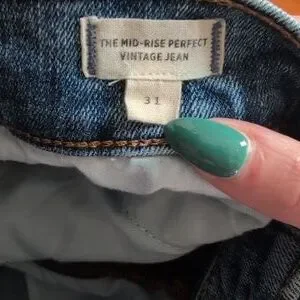 THE MID-RISE PERFECT
VINTAGE JEAN
31